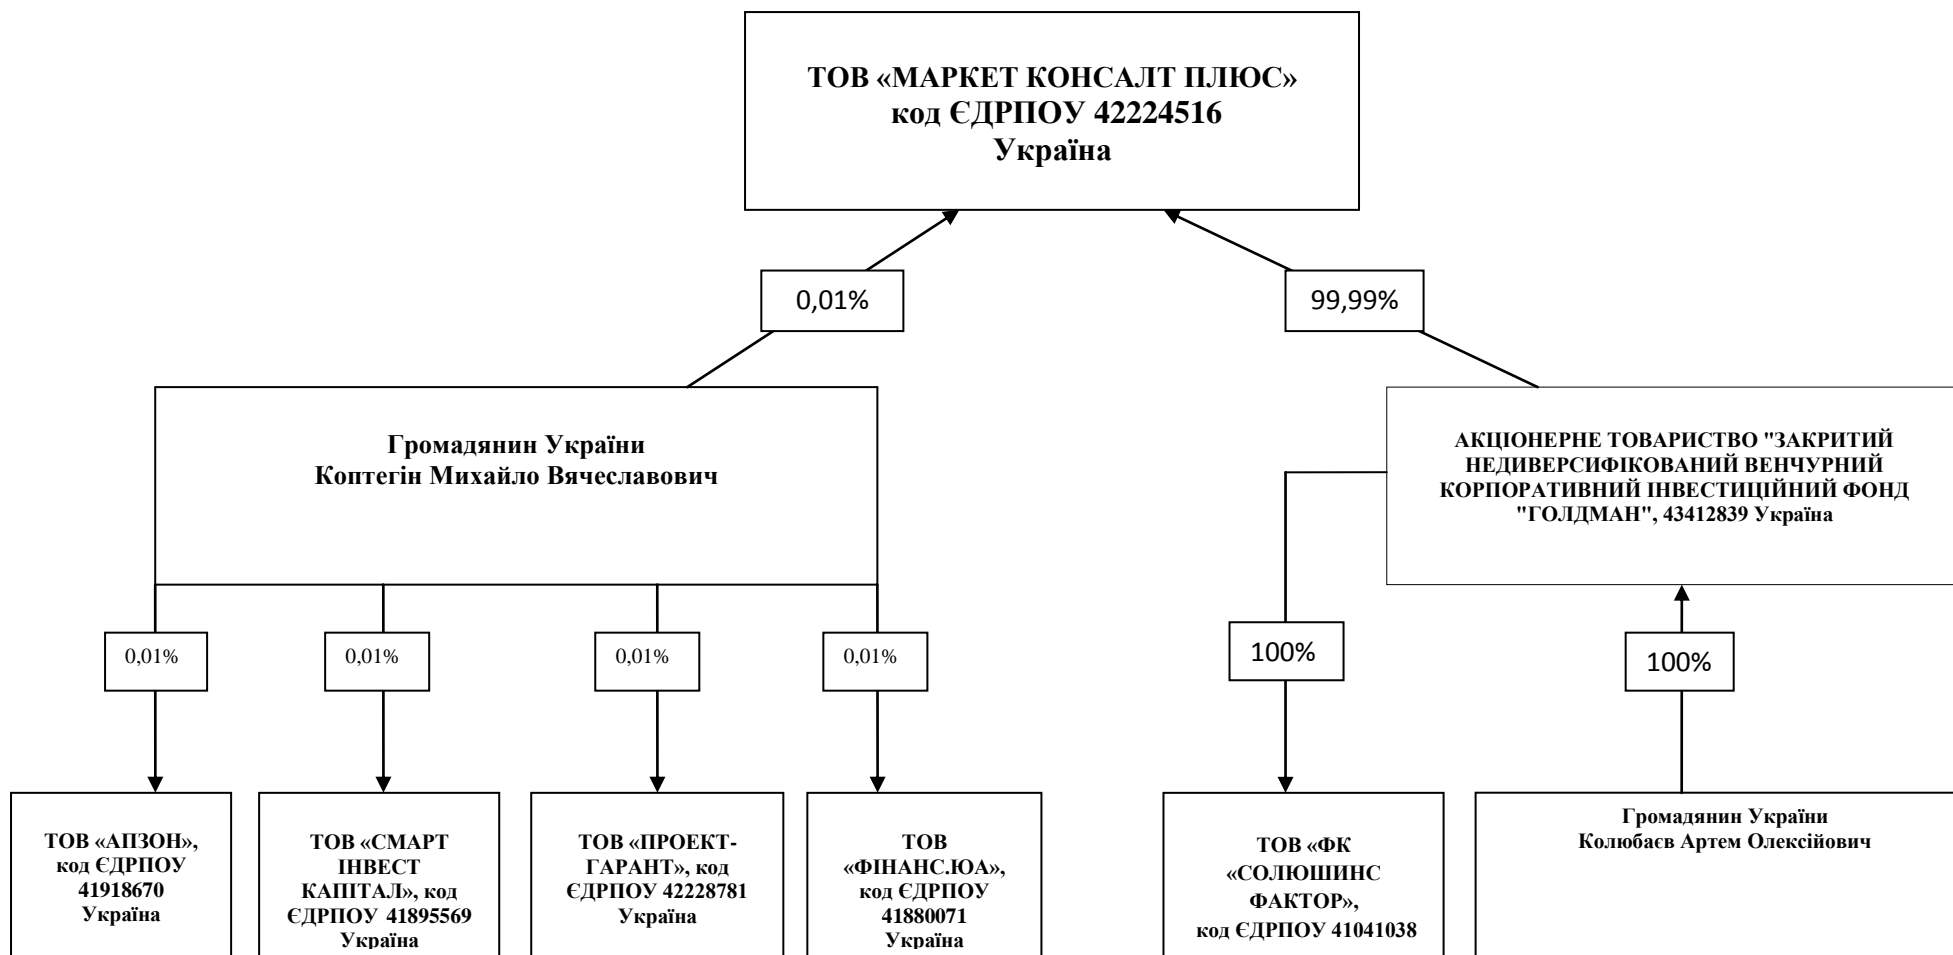 ТОВ «МАРКЕТ КОНСАЛТ ПЛЮС»
код ЄДРПОУ 42224516
Україна
0,01%
99,99%
Громадянин України
Коптегін Михайло Вячеславович
АКЦІОНЕРНЕ ТОВАРИСТВО "ЗАКРИТИЙ
НЕДИВЕРСИФІКОВАНИЙ ВЕНЧУРНИЙ
КОРПОРАТИВНИЙ ІНВЕСТИЦІЙНИЙ ФОНД
"ГОЛДМАН", 43412839 Україна
0,01%
0,01%
0,01%
0,01%
100%
100%
ТОВ «АПЗОН»,
код ЄДРПОУ
41918670
Україна
ТОВ «СМАРТ
ІНВЕСТ
КАПІТАЛ», код
ЄДРПОУ 41895569
Україна
ТОВ «ПРОЕКТ-
ГАРАНТ», код
ЄДРПОУ 42228781
Україна
ТОВ
«ФІНАНС.ЮА»,
код ЄДРПОУ
41880071
Україна
ТОВ «ФК
«СОЛЮШИНС
ФАКТОР»,
код ЄДРПОУ 41041038
Громадянин України
Колюбаєв Артем Олексійович